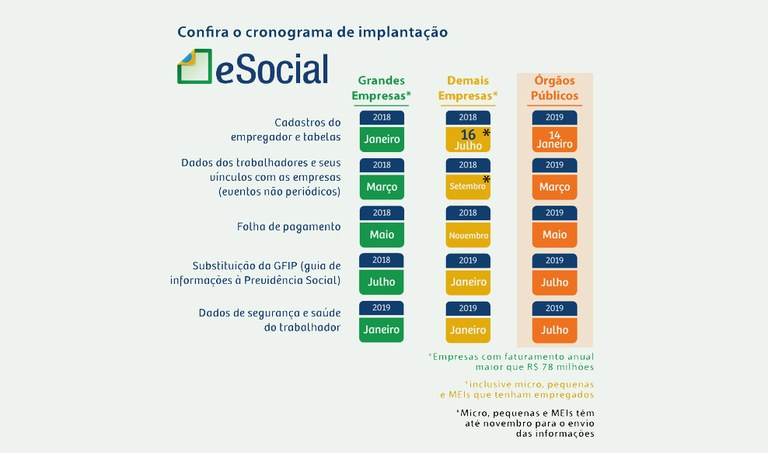 Confira o cronograma de implantação
eSocial
Grandes
Empresas*
Demais
Empresas*
Órgãos
Públicos
Cadastros do
empregador e tabelas
2018
Janeiro
2018
16 *
Julho
2019
14
Janeiro
Dados dos trabalhadores e seus
vínculos com as empresas
(eventos não periódicos)
2018
Março
2018
Setembro *
2019
Março
Folha de pagamento
2018
Maio
2018
Novembro
2019
Maio
Substituição da GFIP (guia de
informações à Previdência Social)
2018
Julho
2019
Janeiro
2019
Julho
Dados de segurança e saúde
do trabalhador
2019
Janeiro
2019
Janeiro
2019
Julho
*Empresas com faturamento anual
maior que R$ 78 milhões
*inclusive micro, pequenas
e MEIs que tenham empregados
*Micro, pequenas e MEIs têm
até novembro para o envio
das informações